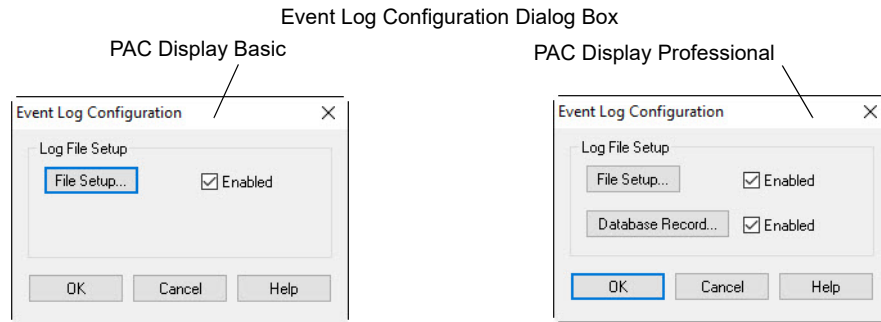 Event Log Configuration Dialog Box
PAC Display Basic
PAC Display Professional
Event Log Configuration
Log File Setup
File Setup...
Enabled
OK
Cancel
Help
Event Log Configuration
Log File Setup
File Setup...
Enabled
Database Record...
Enabled
OK
Cancel
Help